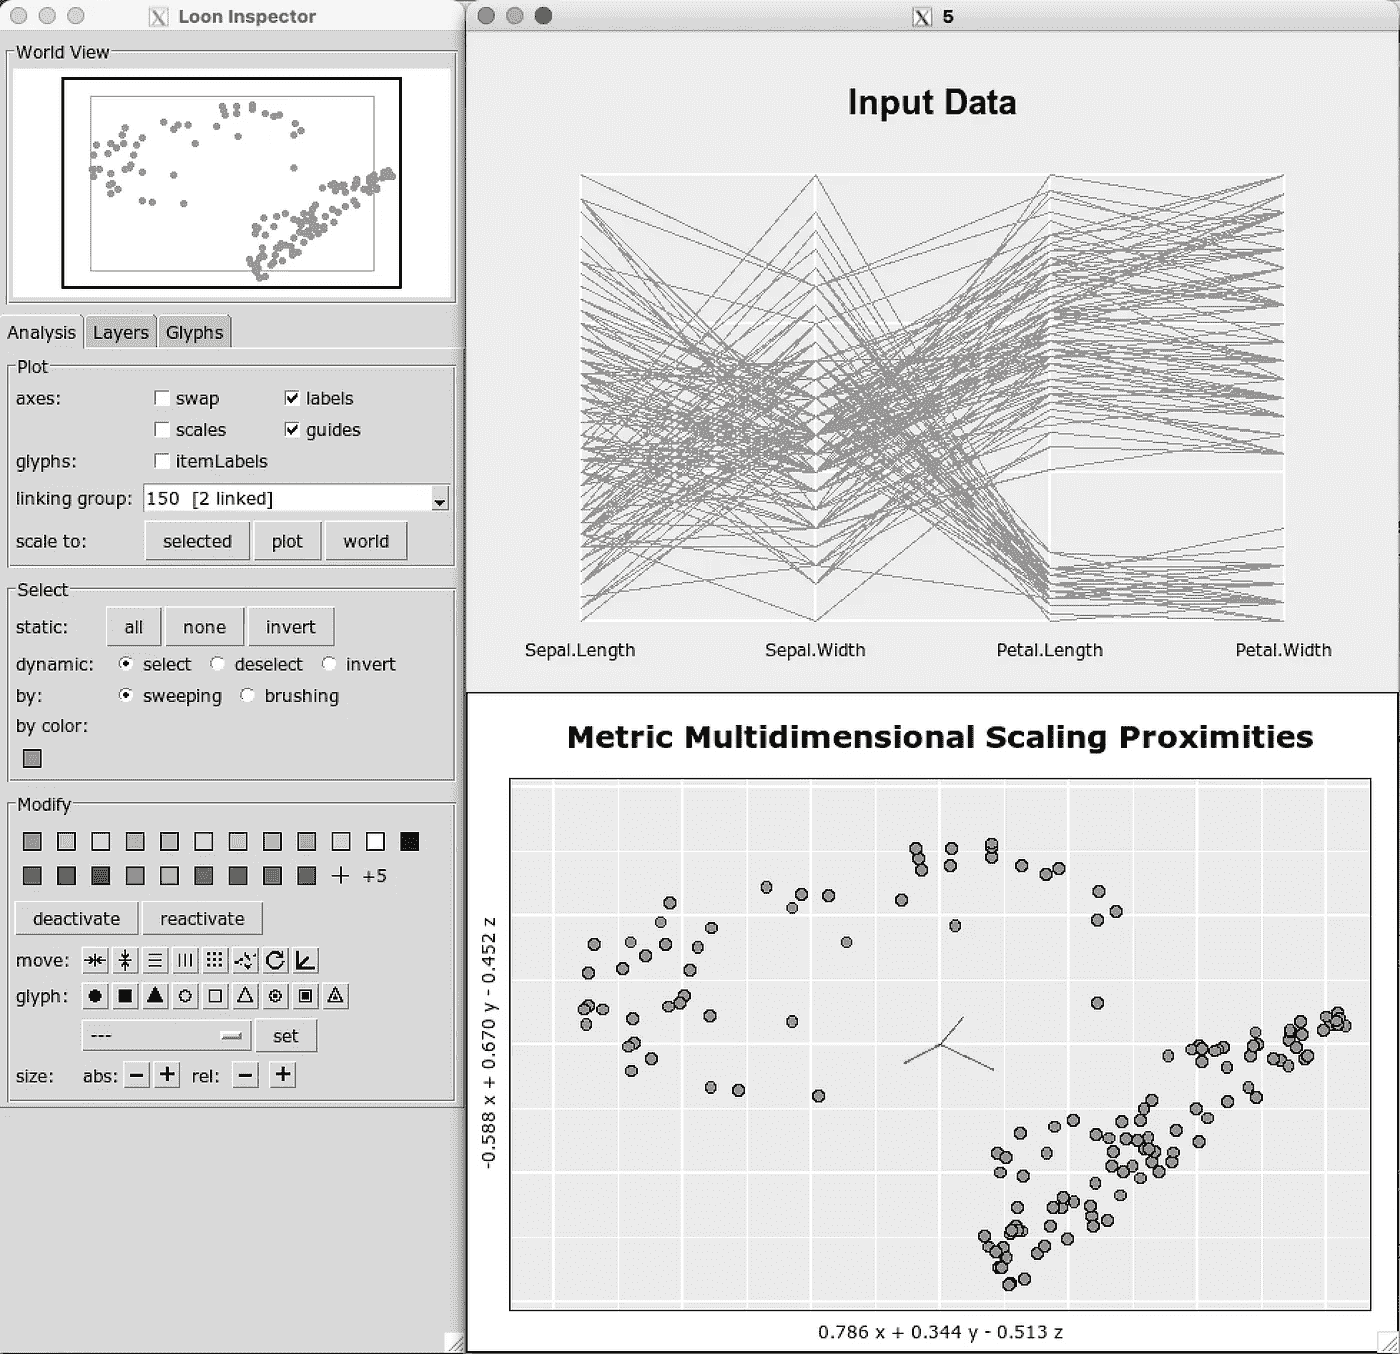 Loon Inspector
World View
Analysis Layers Glyphs
Plot
axes: swap labels
scales guides
glyphs: itemLabels
linking group: 150 [2 linked]
scale to: selected plot world
Select
static: all none invert
dynamic: select deselect invert
by: sweeping brushing
by color:
Modify
+5
deactivate reactivate
move:
glyph:
--- set
size: abs: − + rel: − +
5
Input Data
Sepal.Length Sepal.Width Petal.Length Petal.Width
Metric Multidimensional Scaling Proximities
-0.588 x + 0.670 y - 0.452 z
0.786 x + 0.344 y - 0.513 z